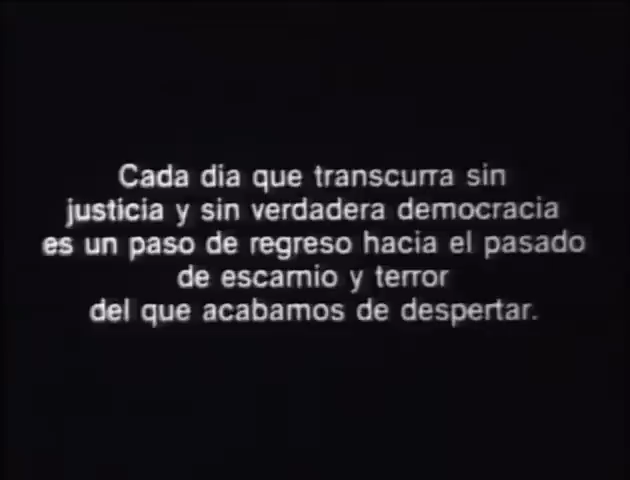 Cada dia que transcurra sin
justicia y sin verdadera democracia
es un paso de regreso hacia el pasado
de escarnio y terror
del que acabamos de despertar.